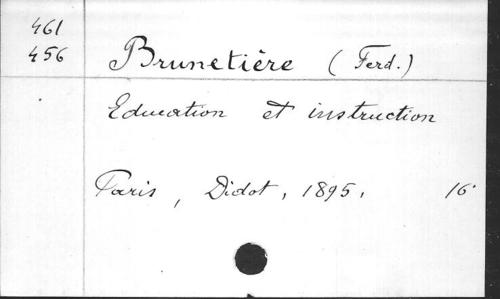 461
456
Brunetière (Ferd.)
Education et instruction
Paris, Didot, 1895. 16°